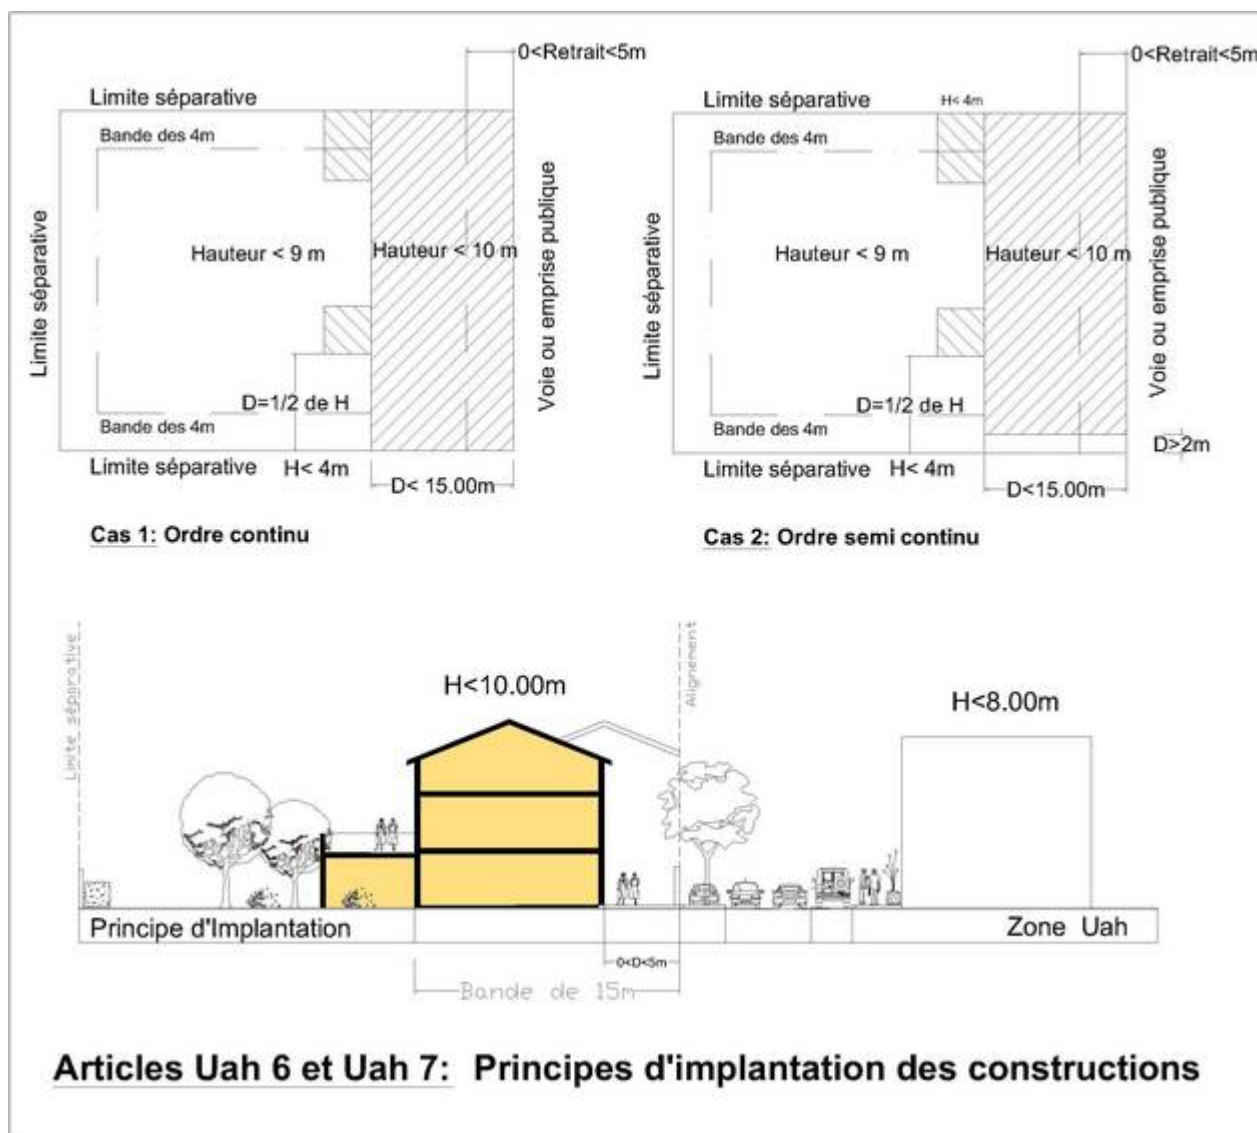 0<Retrait<5m
Limite séparative
Bande des 4m
Limite séparative
Hauteur < 9 m
Hauteur < 10 m
Voie ou emprise publique
D=1/2 de H
Bande des 4m
Limite séparative
H< 4m
D< 15.00m
Cas 1: Ordre continu
0<Retrait<5m
Limite séparative
H< 4m
Bande des 4m
Limite séparative
Hauteur < 9 m
Hauteur < 10 m
Voie ou emprise publique
D=1/2 de H
Bande des 4m
D>2m
Limite séparative
H< 4m
D<15.00m
Cas 2: Ordre semi continu
Limite séparative
H<10.00m
Alignement
H<8.00m
Principe d'Implantation
Zone Uah
0<D<5m
Bande de 15m
Articles Uah 6 et Uah 7: Principes d'implantation des constructions